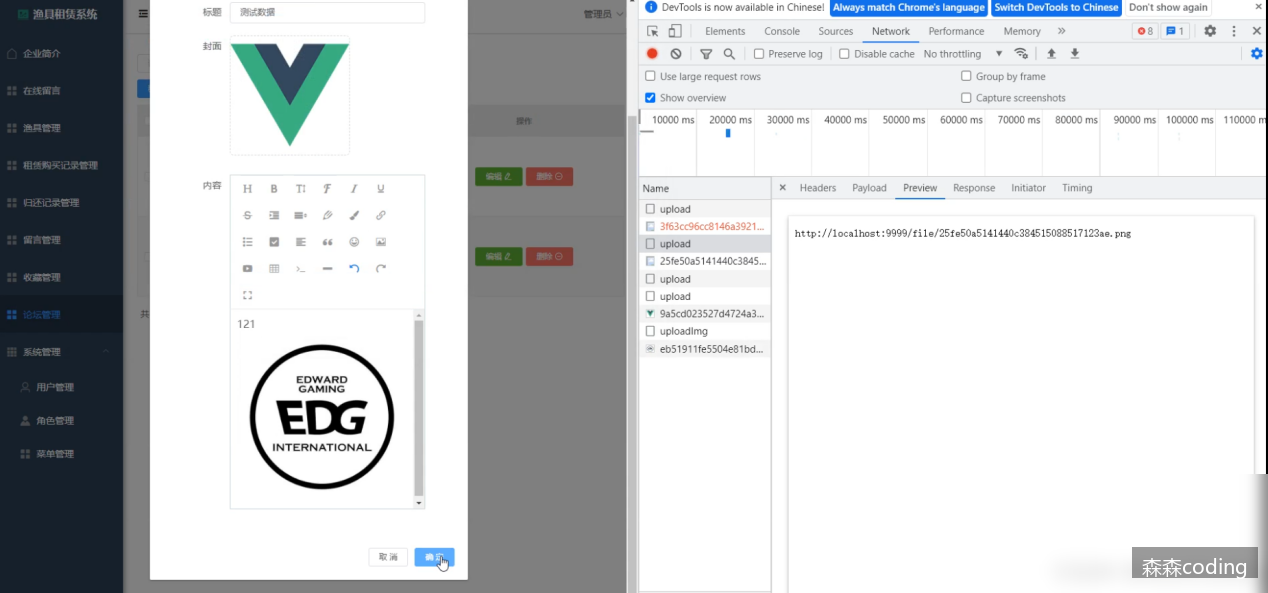 渔具租赁系统
企业简介
在线留言
渔具管理
租赁购买记录管理
归还记录管理
留言管理
收藏管理
论坛管理
系统管理
用户管理
角色管理
菜单管理
管理员
操作
编辑
删除
编辑
删除
共
标题
测试数据
封面
内容
H B T F I U
S
121
EDWARD
GAMING
EDG
INTERNATIONAL
取 消
确 定
DevTools is now available in Chinese!
Always match Chrome's language
Switch DevTools to Chinese
Don't show again
Elements Console Sources Network Performance Memory
8 1
Preserve log Disable cache No throttling
Use large request rows Group by frame
Show overview Capture screenshots
10000 ms 20000 ms 30000 ms 40000 ms 50000 ms 60000 ms 70000 ms 80000 ms 90000 ms 100000 ms 110000 m
Name
Headers Payload Preview Response Initiator Timing
upload
3f63cc96cc8146a3921...
upload
25fe50a5141440c3845...
upload
upload
9a5cd023527d4724a3...
uploadImg
eb51911fe5504e81bd...
http://localhost:9999/file/25fe50a5141440c384515088517123ae.png
森森coding